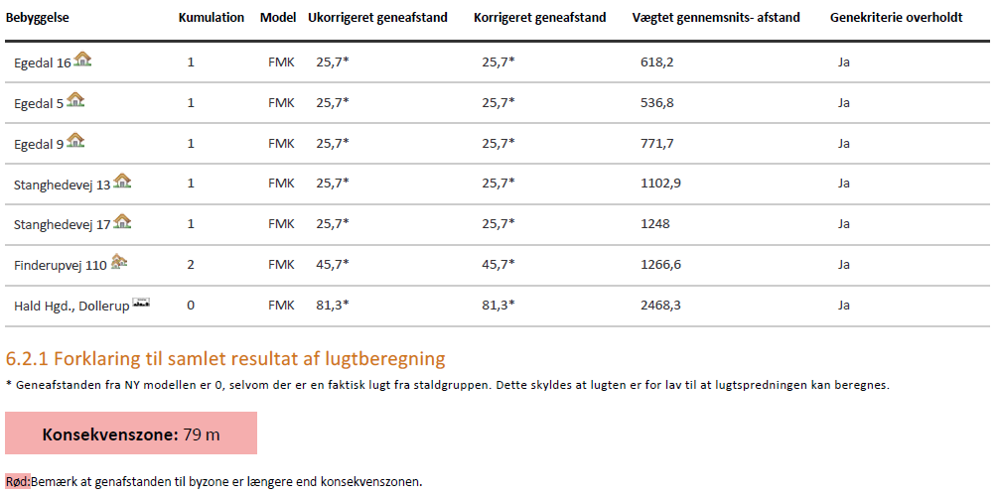 Bebyggelse Kumulation Model Ukorrigeret geneafstand Korrigeret geneafstand Vægtet gennemsnits- afstand Genekriterie overholdt
Egedal 16 1 FMK 25,7* 25,7* 618,2 Ja
Egedal 5 1 FMK 25,7* 25,7* 536,8 Ja
Egedal 9 1 FMK 25,7* 25,7* 771,7 Ja
Stanghedevej 13 1 FMK 25,7* 25,7* 1102,9 Ja
Stanghedevej 17 1 FMK 25,7* 25,7* 1248 Ja
Finderupvej 110 2 FMK 45,7* 45,7* 1266,6 Ja
Hald Hgd., Dollerup 0 FMK 81,3* 81,3* 2468,3 Ja
6.2.1 Forklaring til samlet resultat af lugtberegning
* Geneafstanden fra NY modellen er 0, selvom der er en faktisk lugt fra staldgruppen. Dette skyldes at lugten er for lav til at lugtspredningen kan beregnes.
Konsekvenszone: 79 m
Rød:Bemærk at genafstanden til byzone er længere end konsekvenszonen.